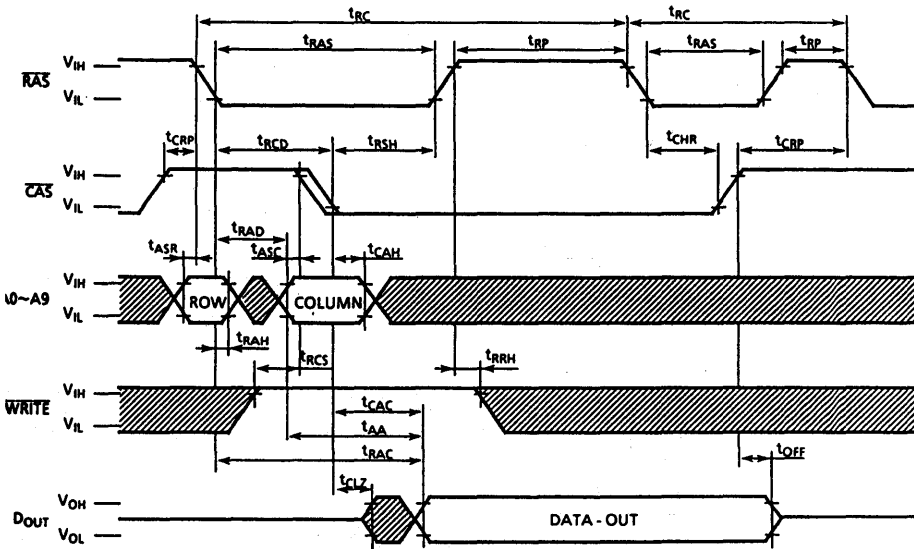 tRC tRC
tRAS tRP tRAS tRP
VIH
RAS
VIL
tCRP tRCD tRSH tCHR tCRP
VIH
CAS
VIL
tRAD
tASR tASC tCAH
VIH
A0~A9 ROW COLUMN
VIL
tRAH tRCS tRRH
VIH
WRITE
VIL
tCAC
tAA
tRAC tOFF
tCLZ
VOH
DOUT DATA - OUT
VOL